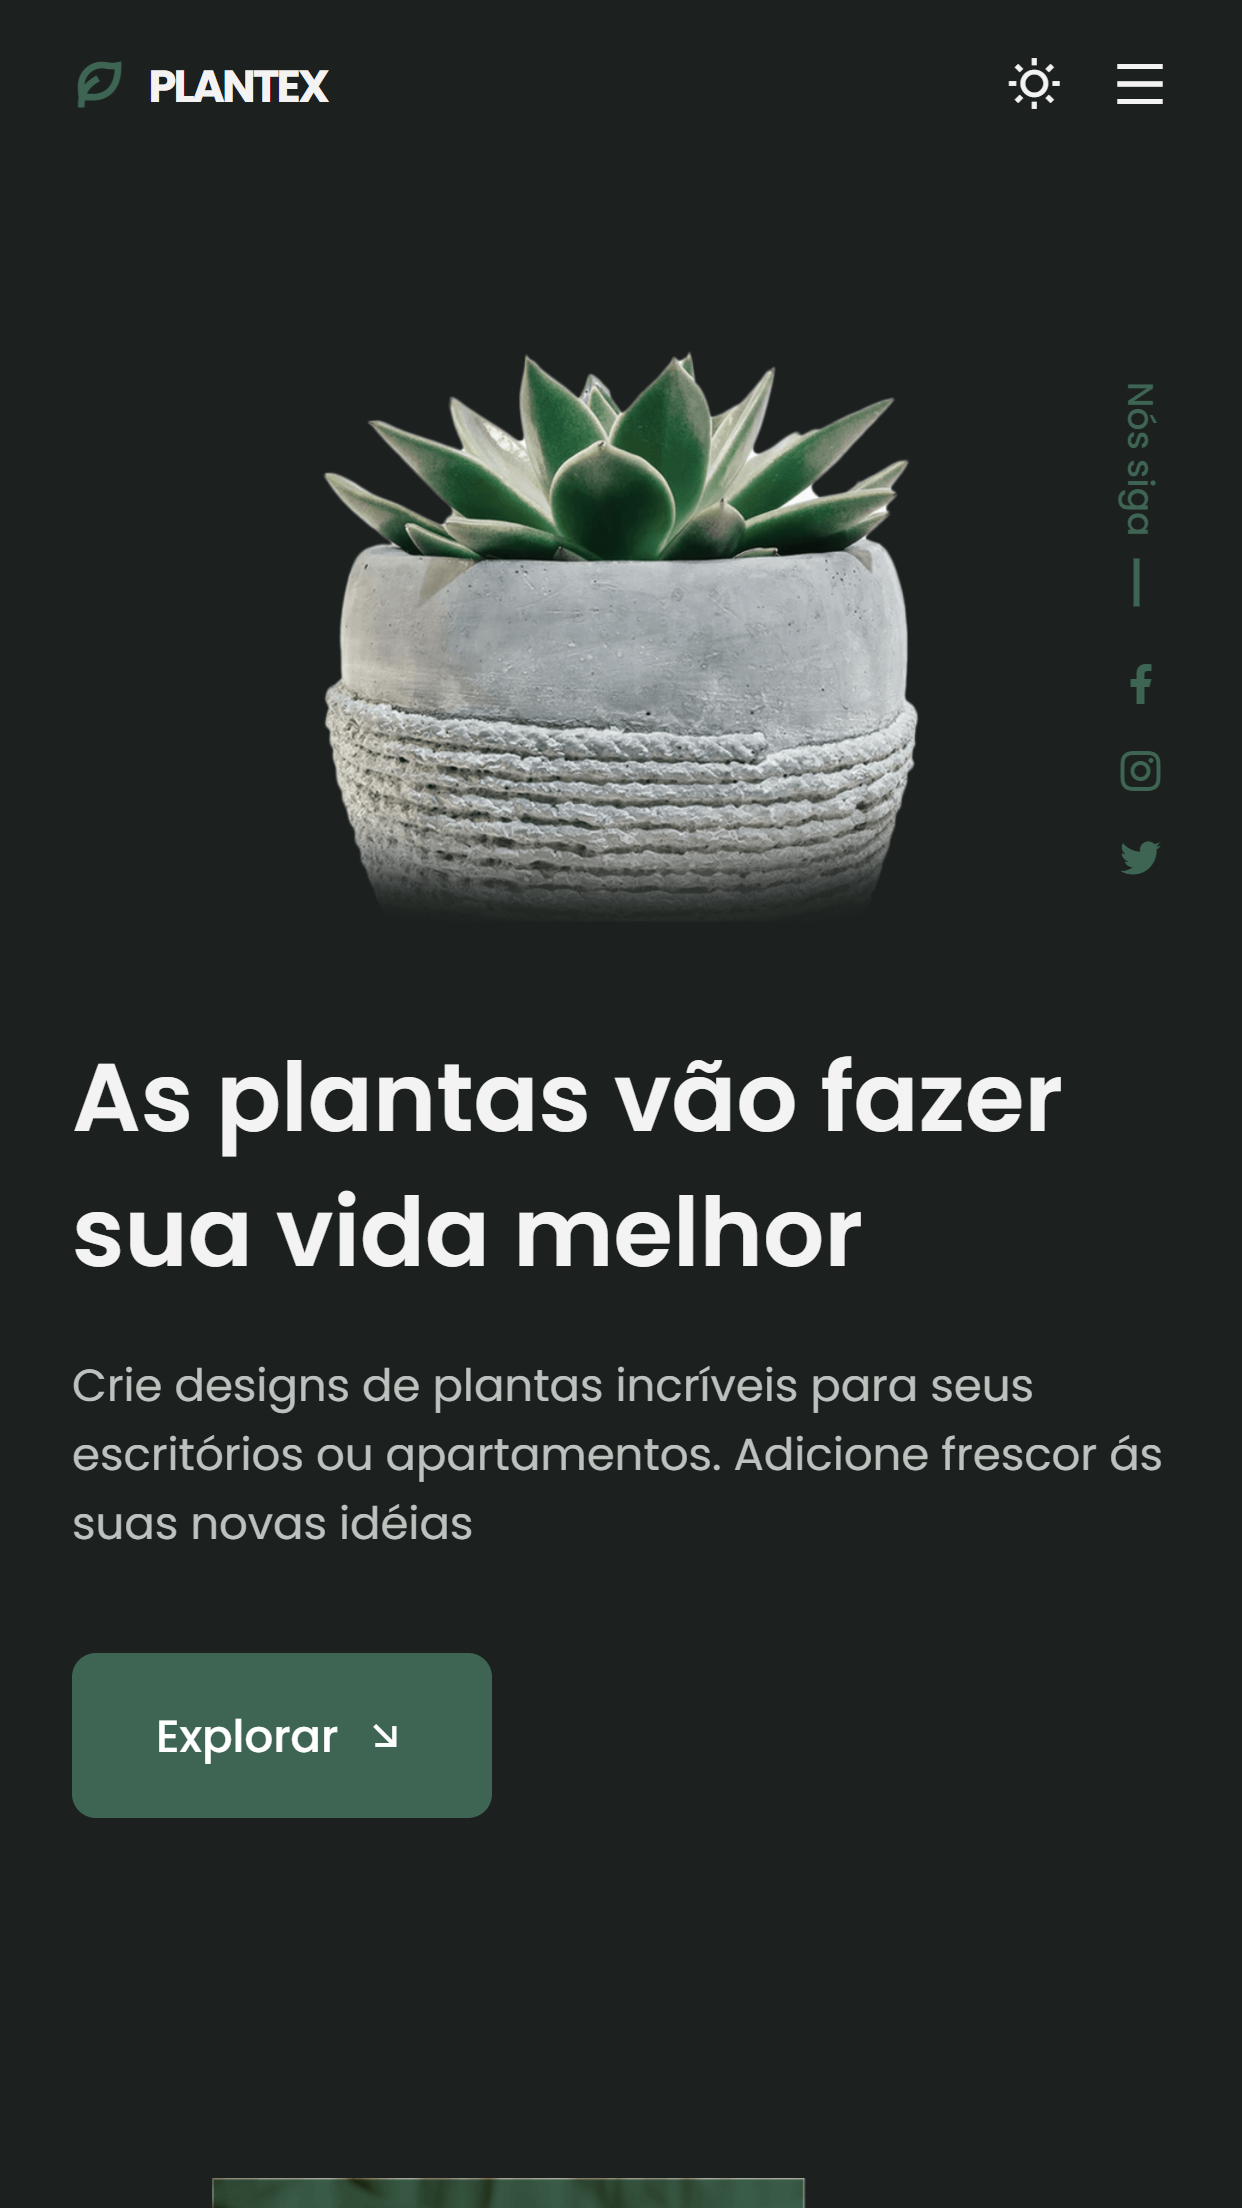 PLANTEX
Nós siga
As plantas vão fazer
sua vida melhor
Crie designs de plantas incríveis para seus
escritórios ou apartamentos. Adicione frescor ás
suas novas idéias
Explorar